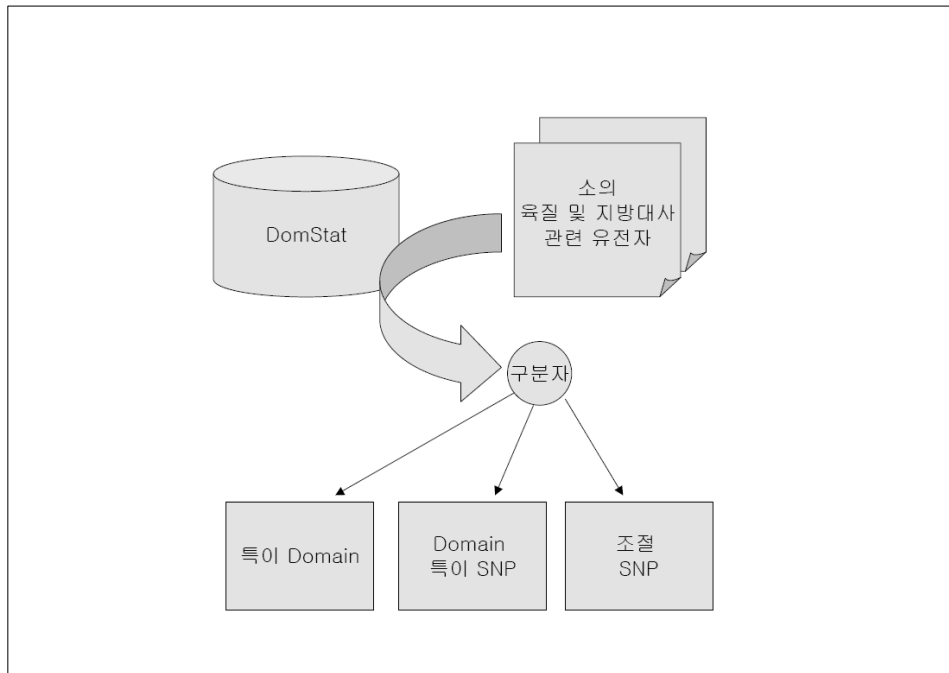 DomStat
소의
육질 및 지방대사
관련 유전자
구분자
특이 Domain
Domain
특이 SNP
조절
SNP